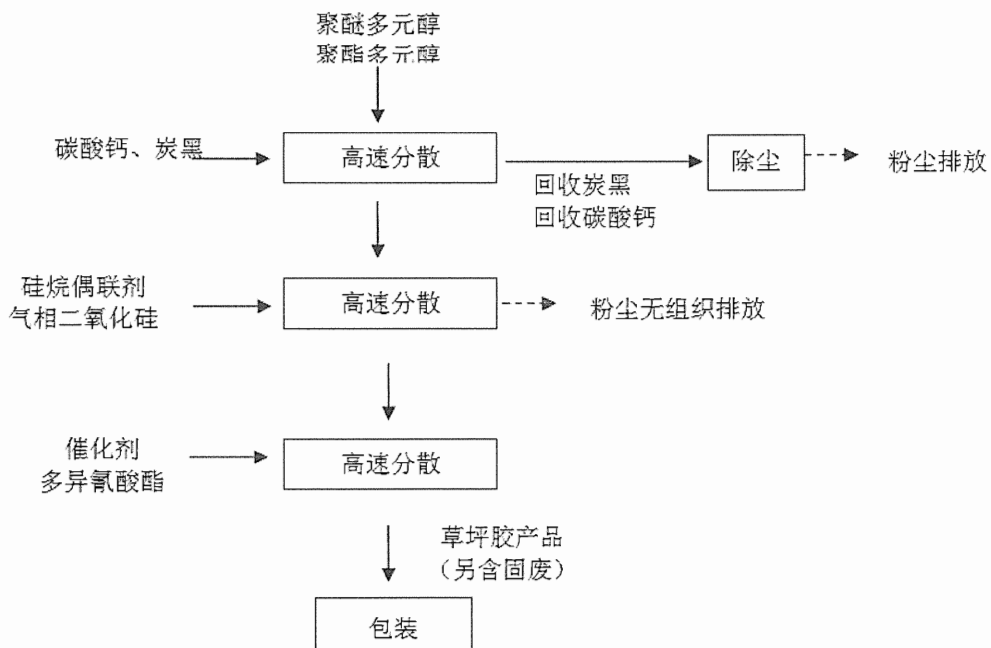 聚醚多元醇
聚酯多元醇
碳酸钙、炭黑
高速分散
除尘
粉尘排放
回收炭黑
回收碳酸钙
硅烷偶联剂
气相二氧化硅
高速分散
粉尘无组织排放
催化剂
多异氰酸酯
高速分散
草坪胶产品
（另含固废）
包装